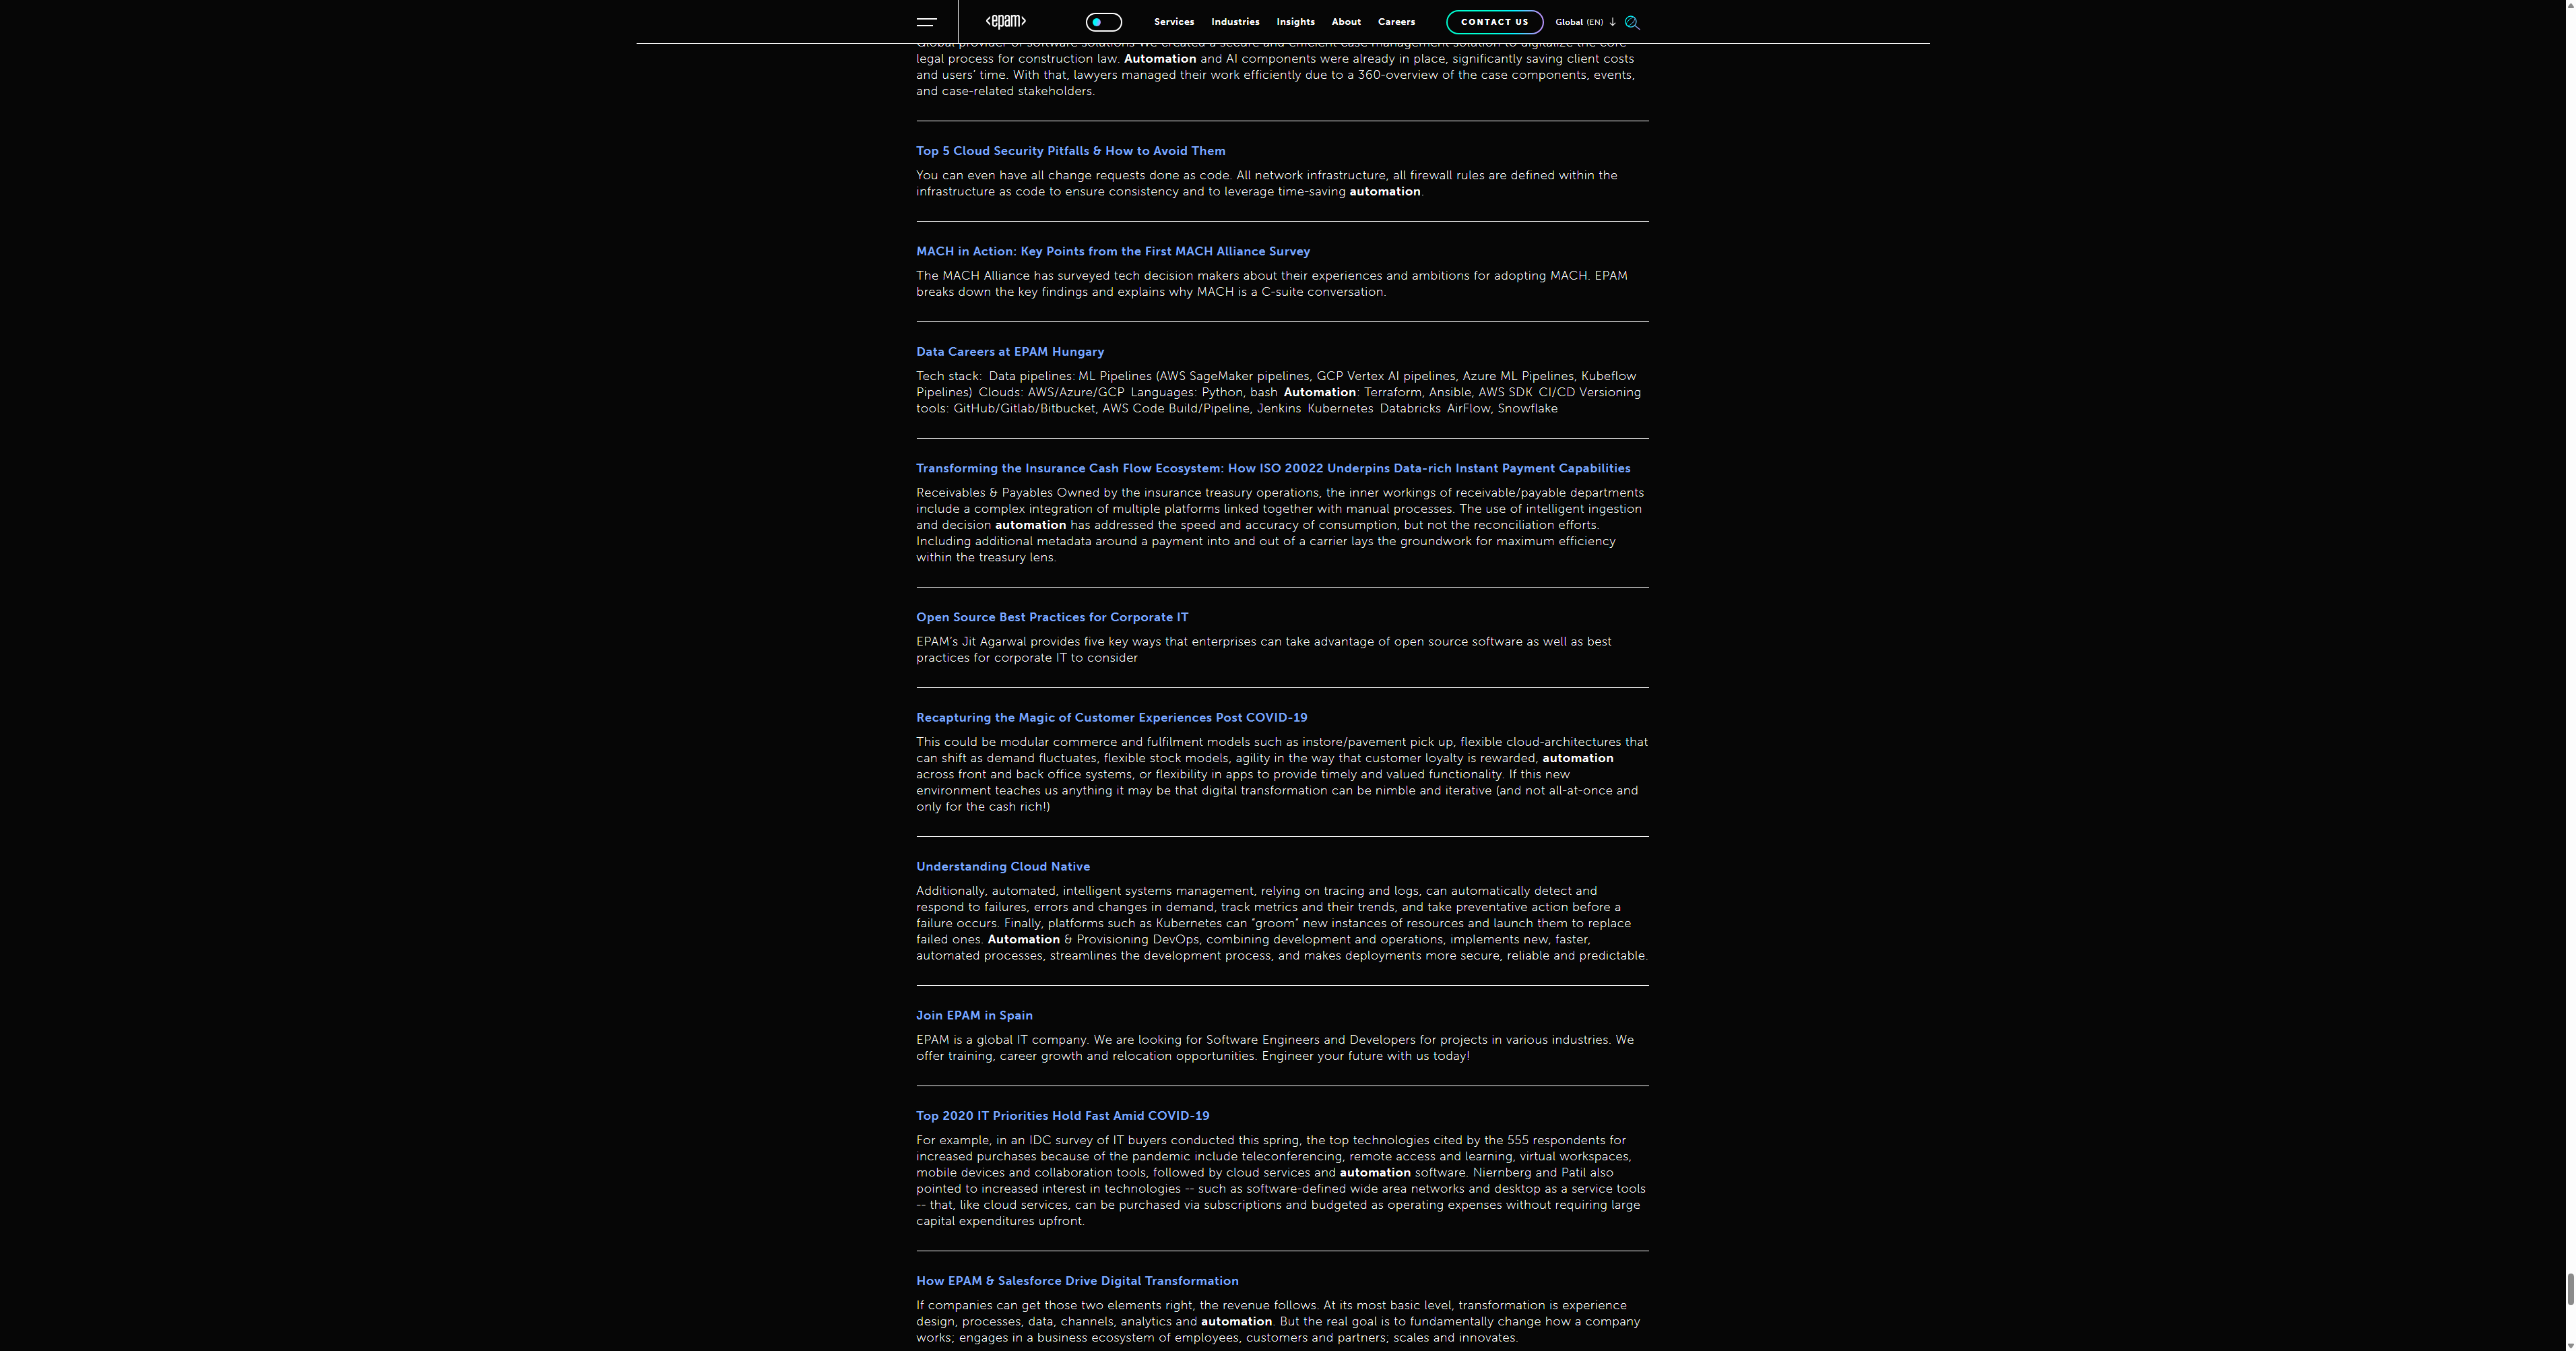 <epam>
Services
Industries
Insights
About
Careers
CONTACT US
Global (EN)
Global provider of software solutions We created a secure and efficient case management solution to digitalize the core
legal process for construction law. Automation and AI components were already in place, significantly saving client costs
and users' time. With that, lawyers managed their work efficiently due to a 360-overview of the case components, events,
and case-related stakeholders.
Top 5 Cloud Security Pitfalls & How to Avoid Them
You can even have all change requests done as code. All network infrastructure, all firewall rules are defined within the
infrastructure as code to ensure consistency and to leverage time-saving automation.
MACH in Action: Key Points from the First MACH Alliance Survey
The MACH Alliance has surveyed tech decision makers about their experiences and ambitions for adopting MACH. EPAM
breaks down the key findings and explains why MACH is a C-suite conversation.
Data Careers at EPAM Hungary
Tech stack: Data pipelines: ML Pipelines (AWS SageMaker pipelines, GCP Vertex AI pipelines, Azure ML Pipelines, Kubeflow
Pipelines) Clouds: AWS/Azure/GCP Languages: Python, bash Automation: Terraform, Ansible, AWS SDK CI/CD Versioning
tools: GitHub/Gitlab/Bitbucket, AWS Code Build/Pipeline, Jenkins Kubernetes Databricks AirFlow, Snowflake
Transforming the Insurance Cash Flow Ecosystem: How ISO 20022 Underpins Data-rich Instant Payment Capabilities
Receivables & Payables Owned by the insurance treasury operations, the inner workings of receivable/payable departments
include a complex integration of multiple platforms linked together with manual processes. The use of intelligent ingestion
and decision automation has addressed the speed and accuracy of consumption, but not the reconciliation efforts.
Including additional metadata around a payment into and out of a carrier lays the groundwork for maximum efficiency
within the treasury lens.
Open Source Best Practices for Corporate IT
EPAM's Jit Agarwal provides five key ways that enterprises can take advantage of open source software as well as best
practices for corporate IT to consider
Recapturing the Magic of Customer Experiences Post COVID-19
This could be modular commerce and fulfilment models such as instore/pavement pick up, flexible cloud-architectures that
can shift as demand fluctuates, flexible stock models, agility in the way that customer loyalty is rewarded, automation
across front and back office systems, or flexibility in apps to provide timely and valued functionality. If this new
environment teaches us anything it may be that digital transformation can be nimble and iterative (and not all-at-once and
only for the cash rich!)
Understanding Cloud Native
Additionally, automated, intelligent systems management, relying on tracing and logs, can automatically detect and
respond to failures, errors and changes in demand, track metrics and their trends, and take preventative action before a
failure occurs. Finally, platforms such as Kubernetes can "groom" new instances of resources and launch them to replace
failed ones. Automation & Provisioning DevOps, combining development and operations, implements new, faster,
automated processes, streamlines the development process, and makes deployments more secure, reliable and predictable.
Join EPAM in Spain
EPAM is a global IT company. We are looking for Software Engineers and Developers for projects in various industries. We
offer training, career growth and relocation opportunities. Engineer your future with us today!
Top 2020 IT Priorities Hold Fast Amid COVID-19
For example, in an IDC survey of IT buyers conducted this spring, the top technologies cited by the 555 respondents for
increased purchases because of the pandemic include teleconferencing, remote access and learning, virtual workspaces,
mobile devices and collaboration tools, followed by cloud services and automation software. Niernberg and Patil also
pointed to increased interest in technologies -- such as software-defined wide area networks and desktop as a service tools
-- that, like cloud services, can be purchased via subscriptions and budgeted as operating expenses without requiring large
capital expenditures upfront.
How EPAM & Salesforce Drive Digital Transformation
If companies can get those two elements right, the revenue follows. At its most basic level, transformation is experience
design, processes, data, channels, analytics and automation. But the real goal is to fundamentally change how a company
works; engages in a business ecosystem of employees, customers and partners; scales and innovates.